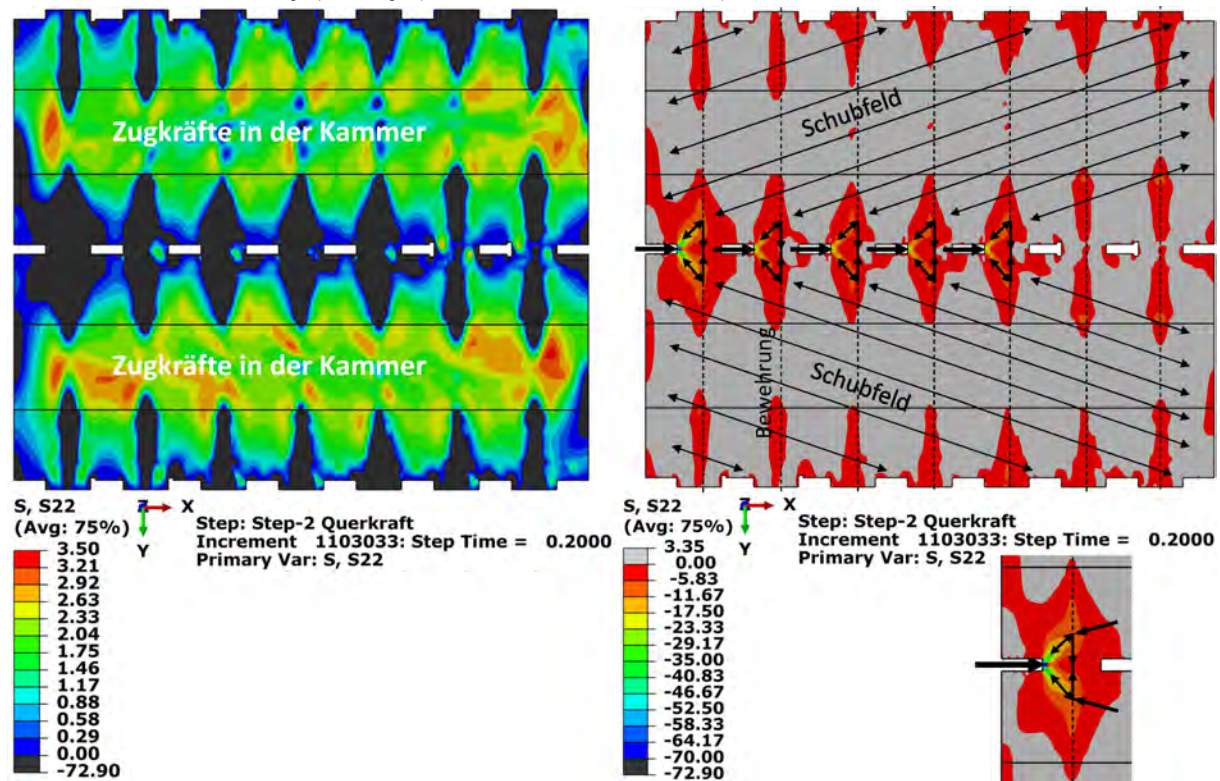 Zugkräfte in der Kammer
Zugkräfte in der Kammer
S, S22
(Avg: 75%)
3.50
3.21
2.92
2.63
2.33
2.04
1.75
1.46
1.17
0.88
0.58
0.29
0.00
-72.90
Z X
Y
Step: Step-2 Querkraft
Increment 1103033: Step Time = 0.2000
Primary Var: S, S22
Schubfeld
Bewehrung
Schubfeld
S, S22
(Avg: 75%)
3.35
0.00
-5.83
-11.67
-17.50
-23.33
-29.17
-35.00
-40.83
-46.67
-52.50
-58.33
-64.17
-70.00
-72.90
Z X
Y
Step: Step-2 Querkraft
Increment 1103033: Step Time = 0.2000
Primary Var: S, S22